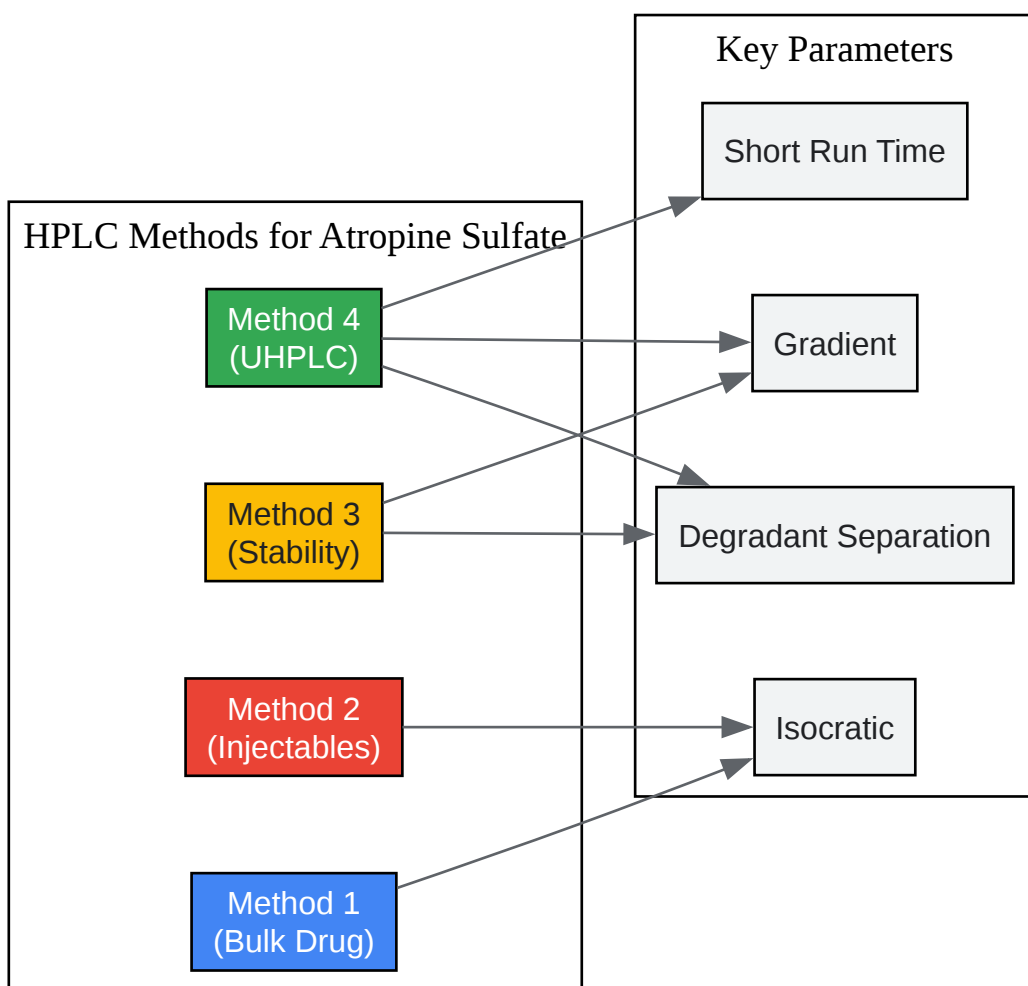 HPLC Methods for Atropine Sulfate
Method 4
(UHPLC)
Method 3
(Stability)
Method 2
(Injectables)
Method 1
(Bulk Drug)
Key Parameters
Short Run Time
Gradient
Degradant Separation
Isocratic